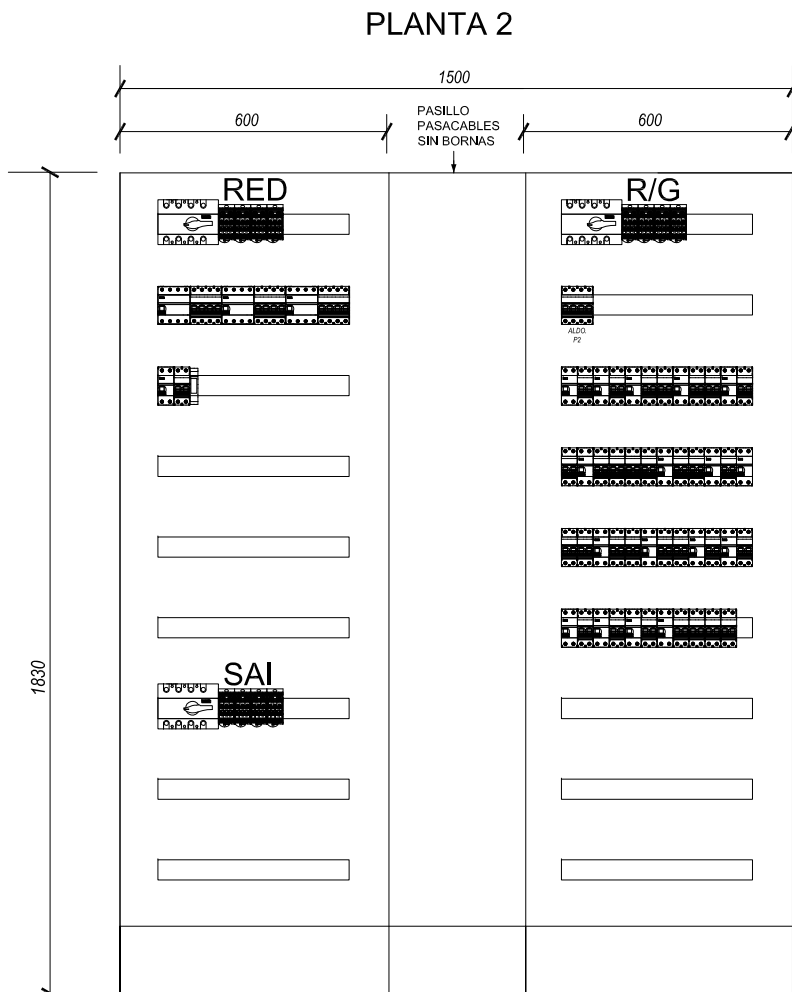 PLANTA 2
1500
600
PASILLO
PASACABLES
SIN BORNAS
600
RED
R/G
ALDO.
P2
1830
SAI